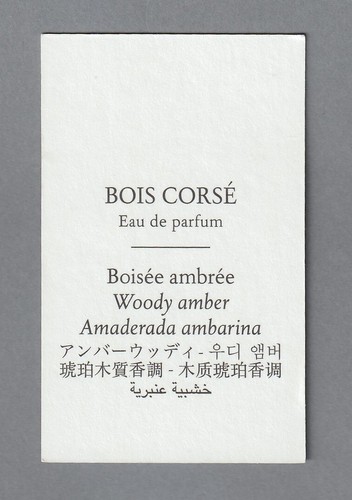 BOIS CORSÉ
Eau de parfum
Boisée ambrée
Woody amber
Amaderada ambarina
アンバーウッディ - 우디 앰버
琥珀木質香調 - 木质琥珀香调
خشبية عنبرية